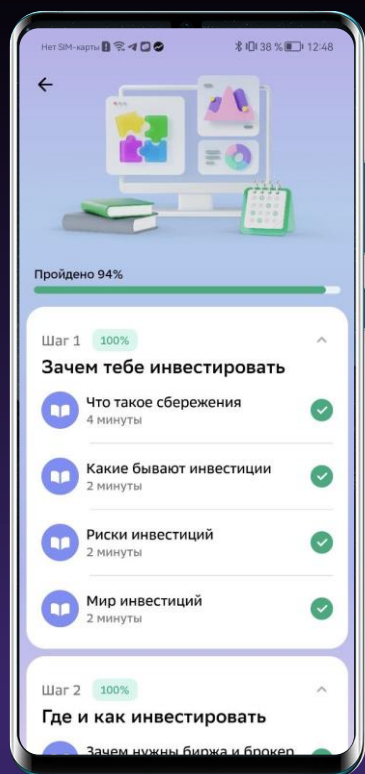 Нет SIM-карты 38 % 12:48
Пройдено 94%
Шаг 1 100%
Зачем тебе инвестировать
Что такое сбережения
4 минуты
Какие бывают инвестиции
2 минуты
Риски инвестиций
2 минуты
Мир инвестиций
2 минуты
Шаг 2 100%
Где и как инвестировать
Зачем нужны биржа и брокер